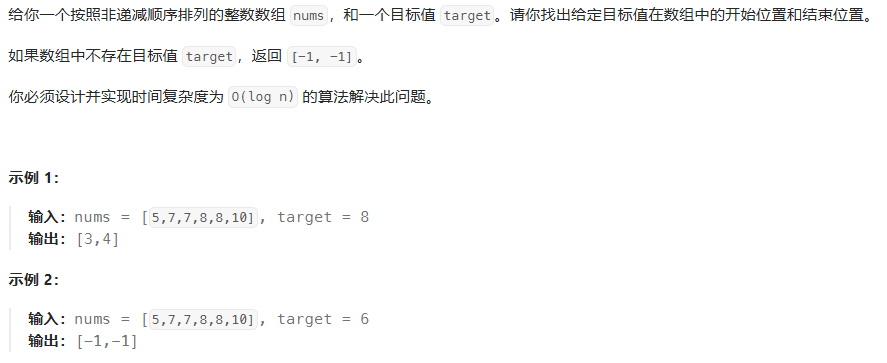 给你一个按照非递减顺序排列的整数数组 nums，和一个目标值 target。请你找出给定目标值在数组中的开始位置和结束位置。
如果数组中不存在目标值 target，返回 [-1, -1]。
你必须设计并实现时间复杂度为 O(log n) 的算法解决此问题。
示例 1：
输入：nums = [5,7,7,8,8,10], target = 8
输出：[3,4]
示例 2：
输入：nums = [5,7,7,8,8,10], target = 6
输出：[-1,-1]